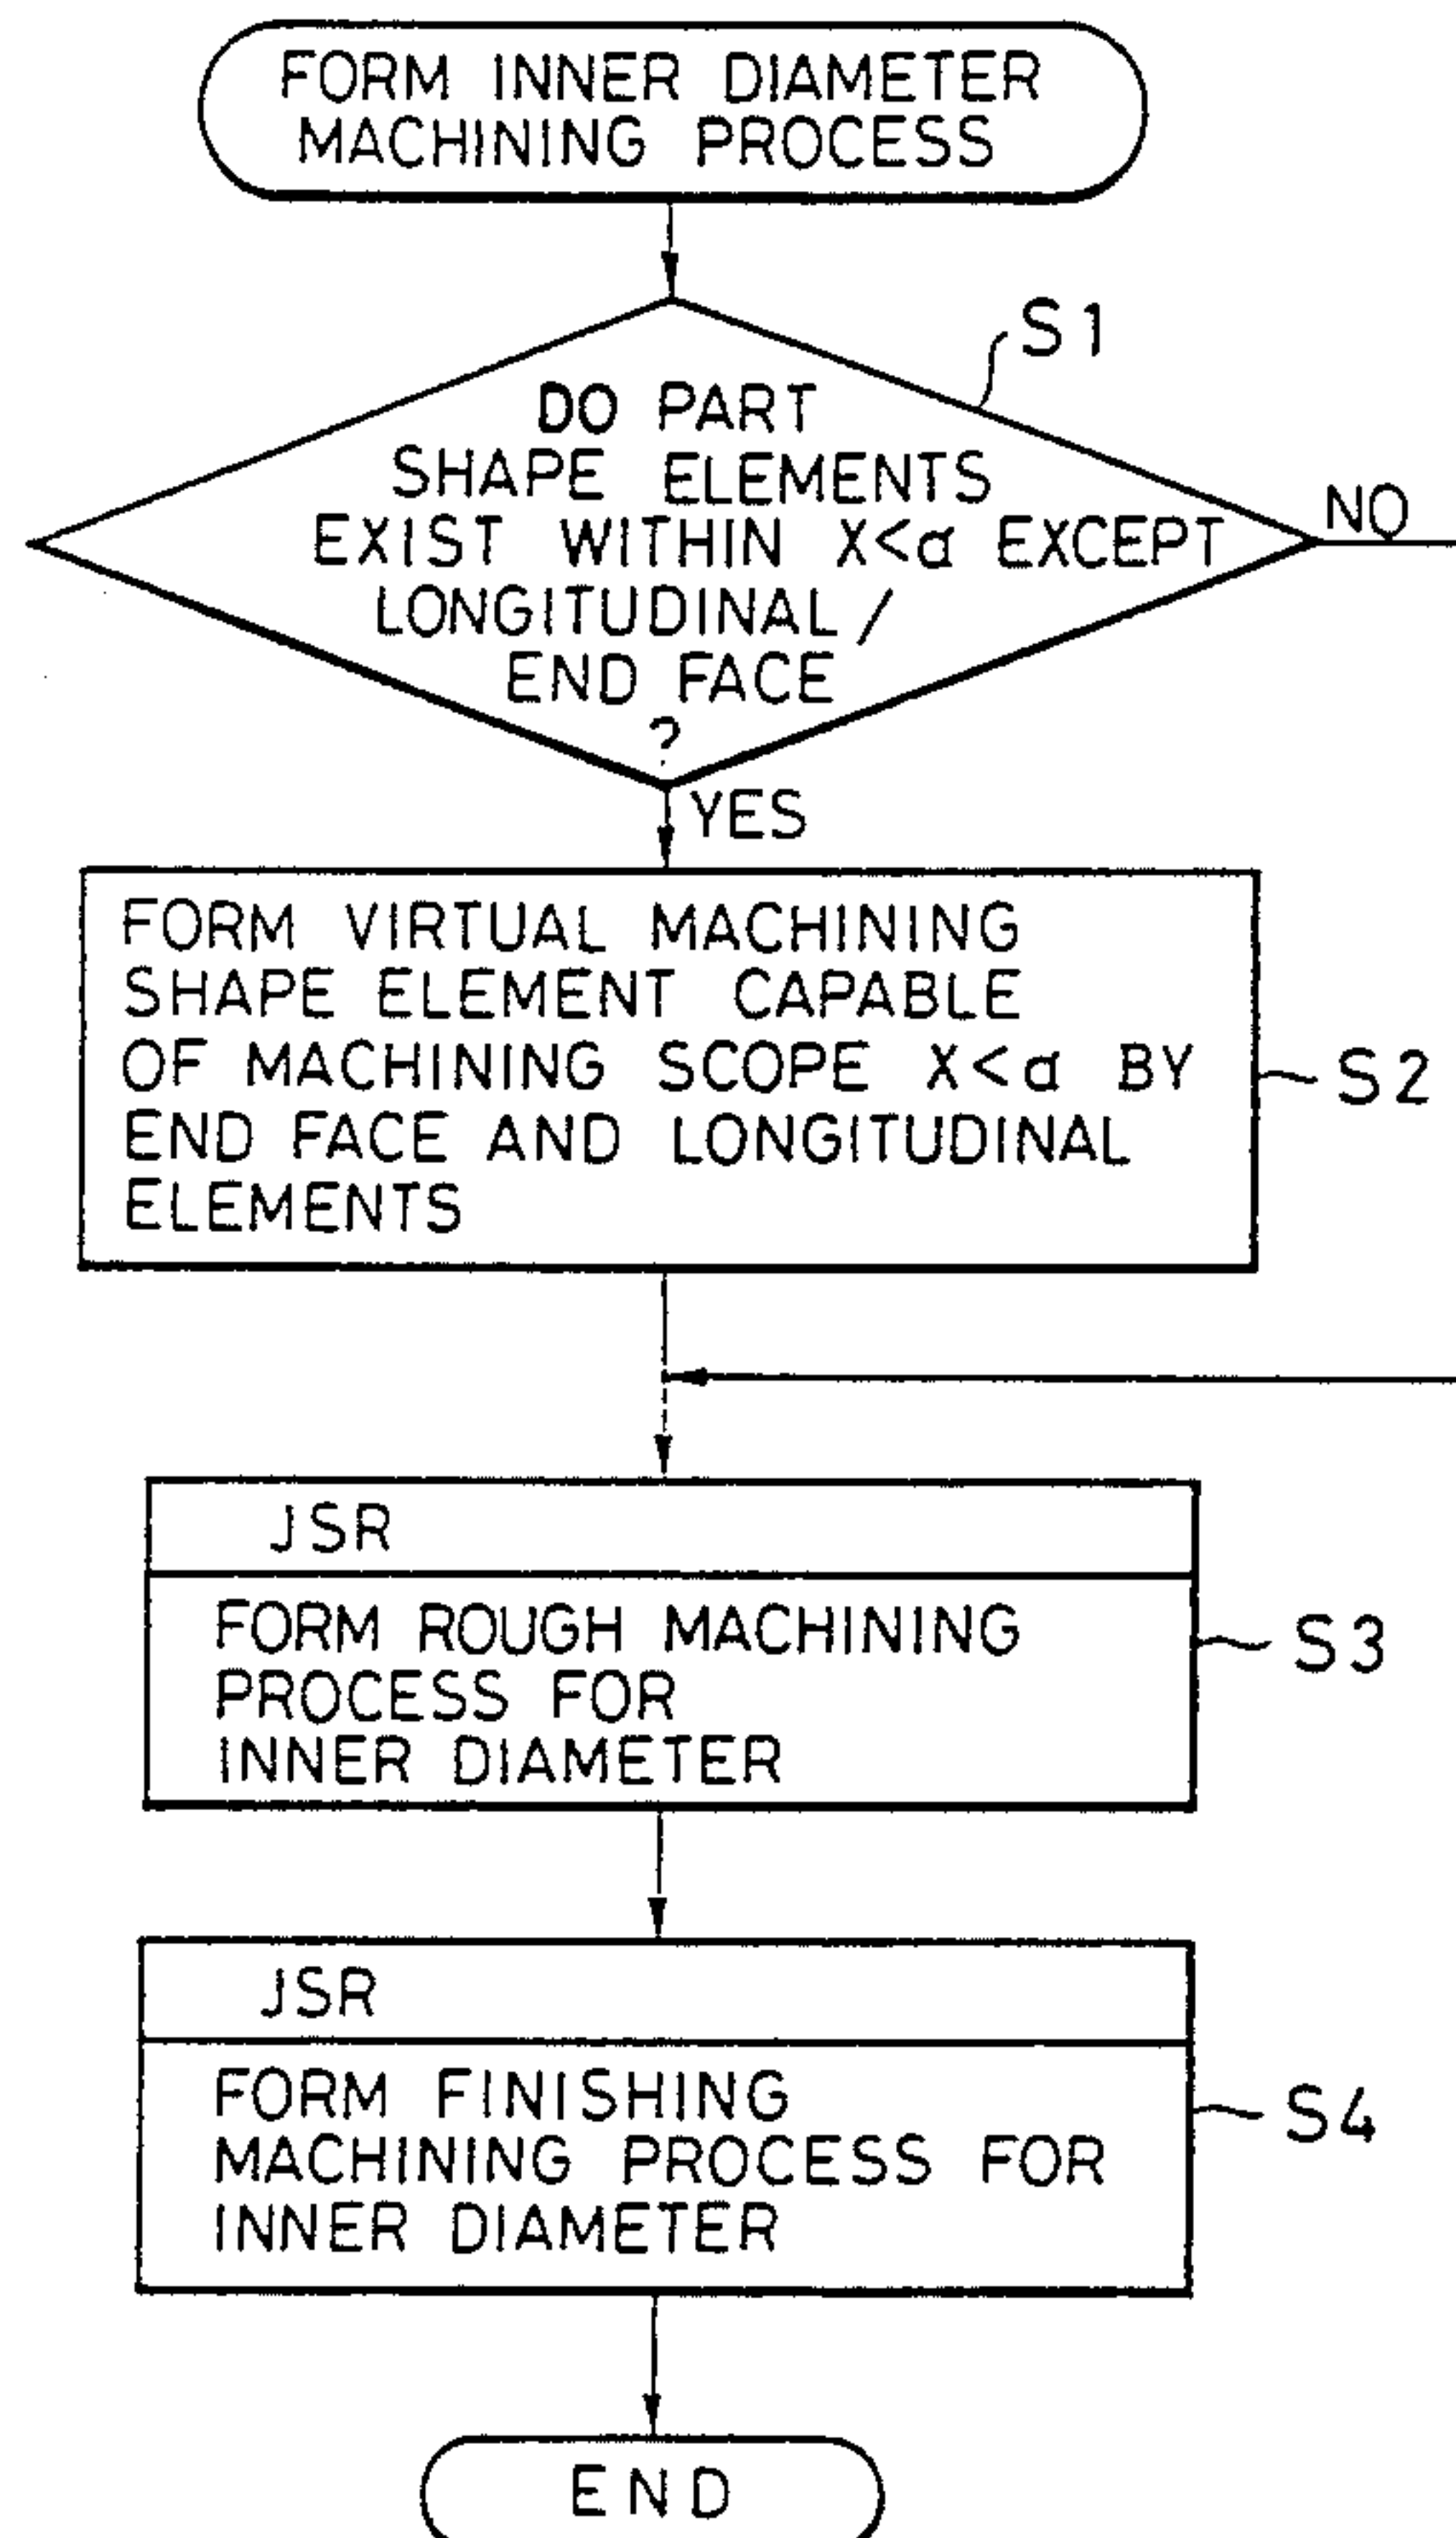 FORM INNER DIAMETER
MACHINING PROCESS
S1
DO PART
SHAPE ELEMENTS
EXIST WITHIN X<α EXCEPT
LONGITUDINAL/
END FACE
?
NO
YES
FORM VIRTUAL MACHINING
SHAPE ELEMENT CAPABLE
OF MACHINING SCOPE X<α BY
END FACE AND LONGITUDINAL
ELEMENTS
S2
JSR
FORM ROUGH MACHINING
PROCESS FOR
INNER DIAMETER
S3
JSR
FORM FINISHING
MACHINING PROCESS FOR
INNER DIAMETER
S4
END